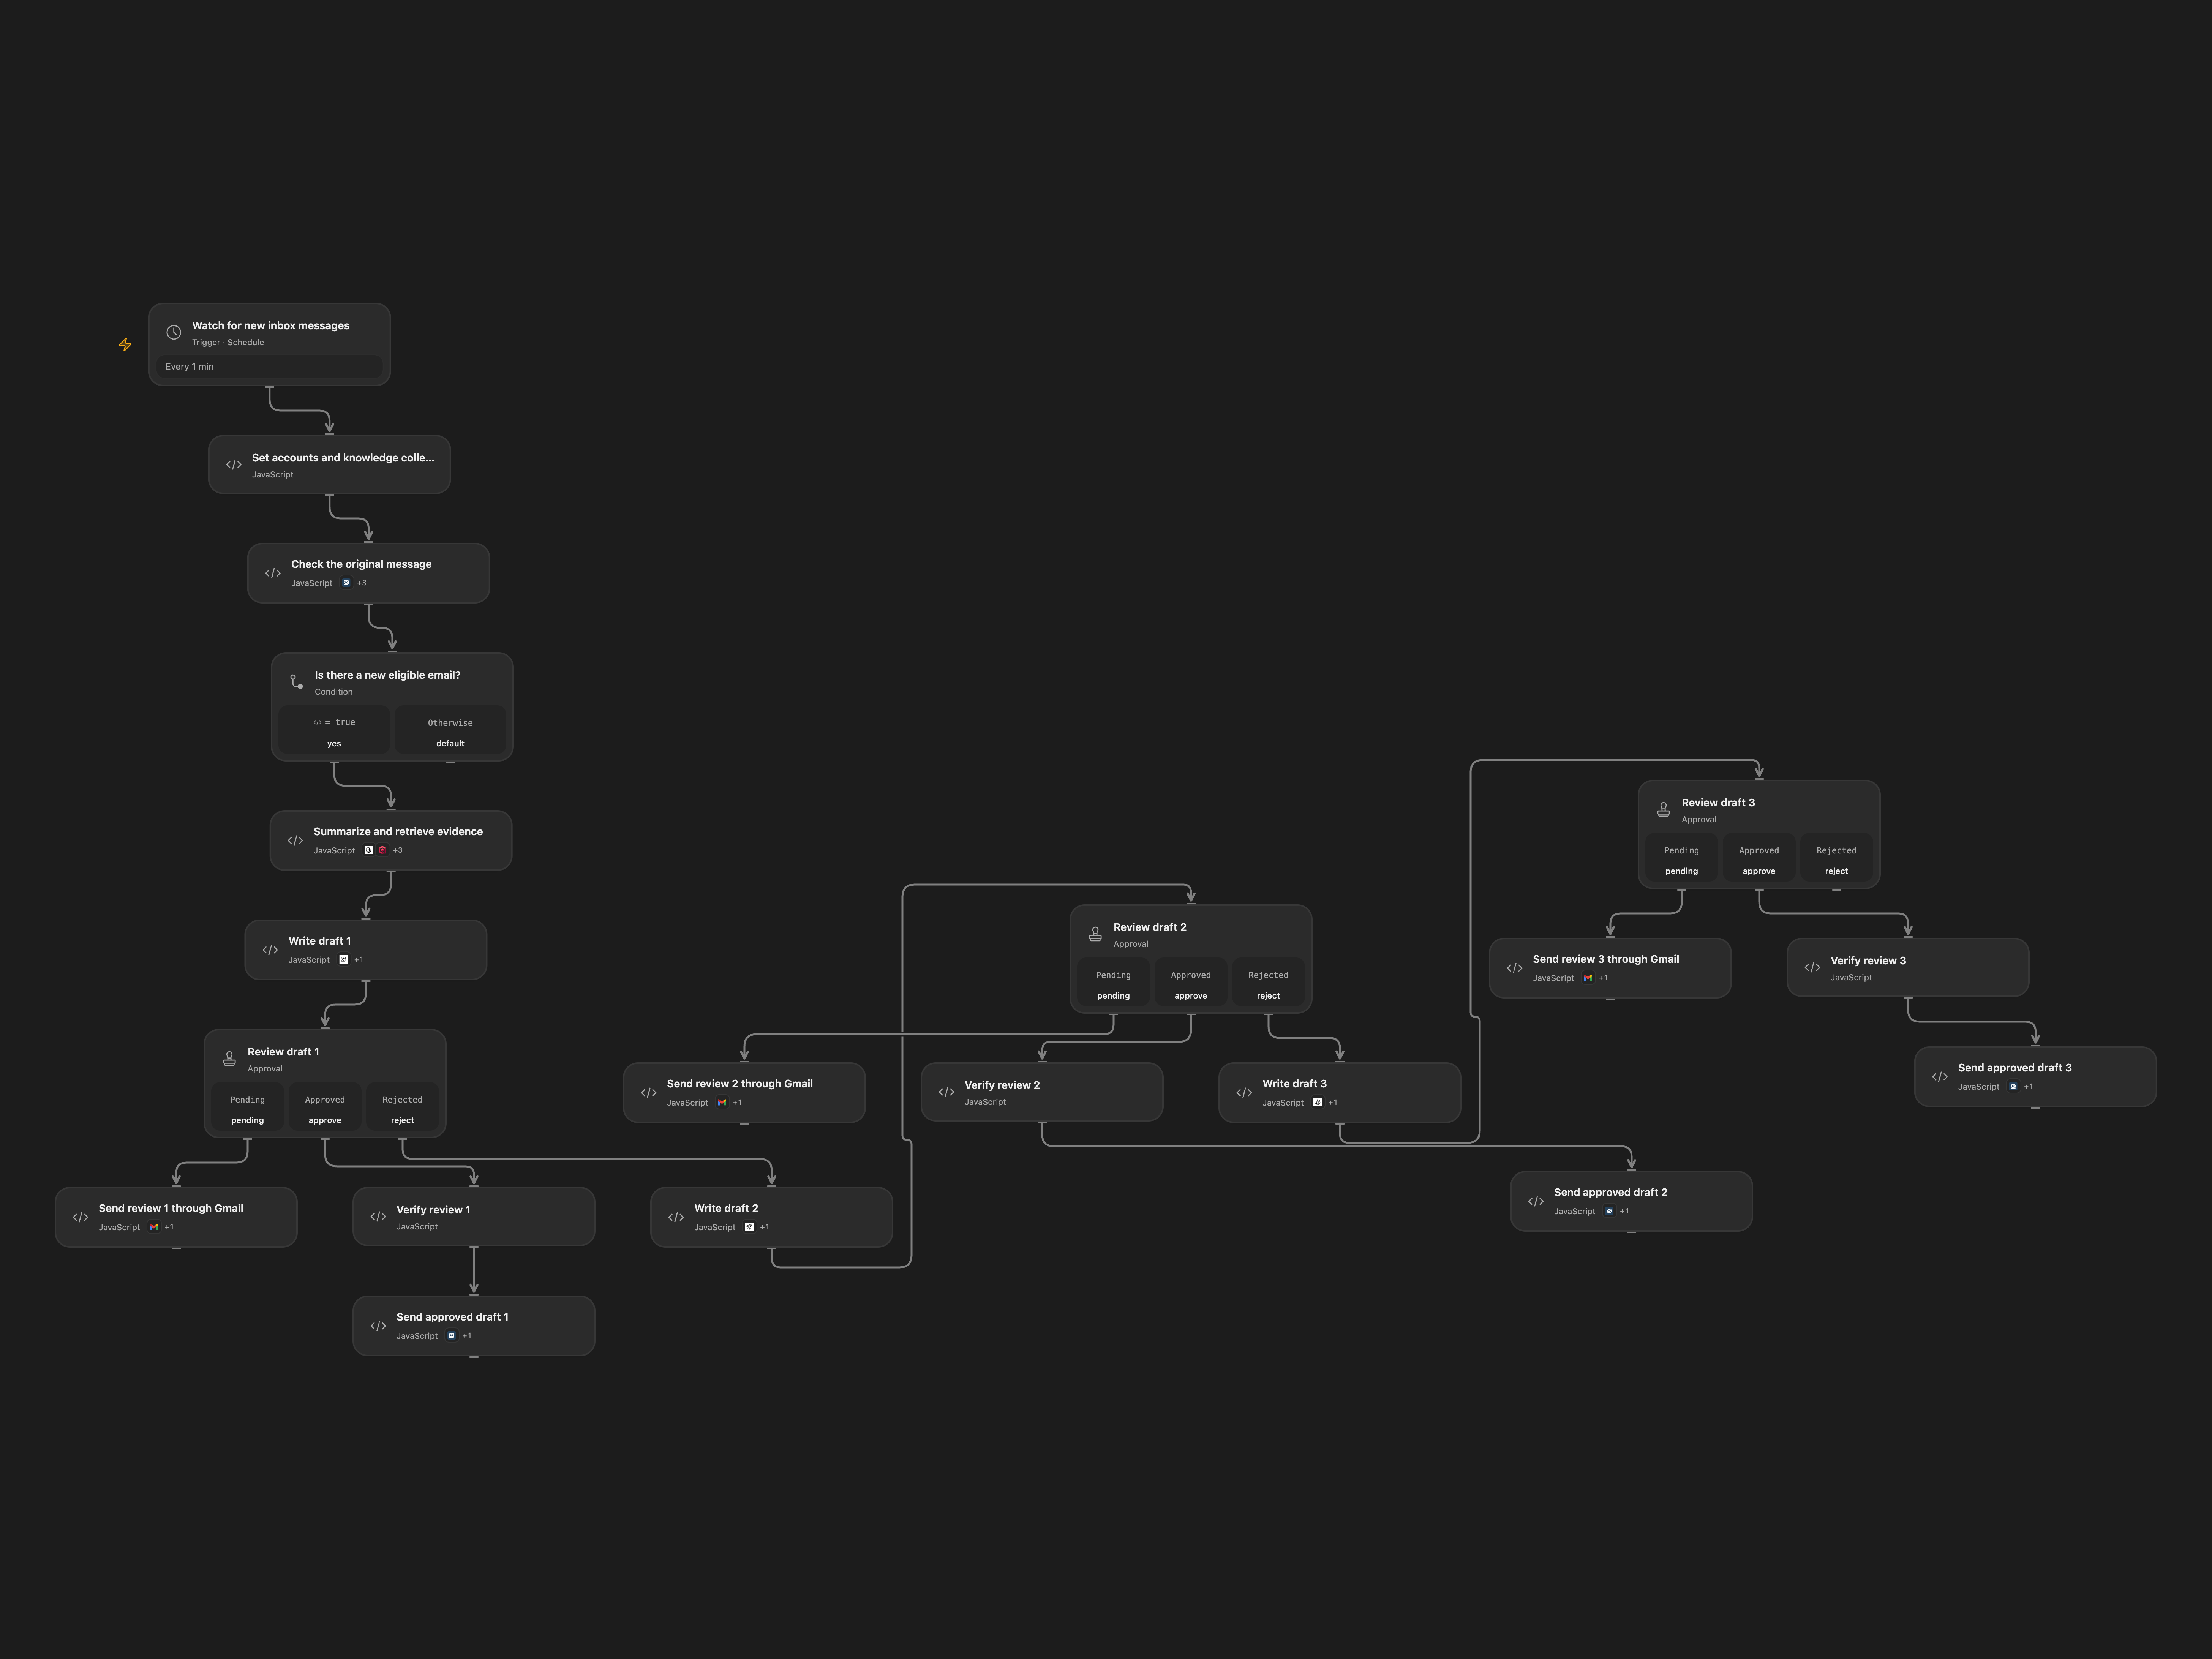 Watch for new inbox messages
Trigger · Schedule
Every 1 min
Set accounts and knowledge colle...
JavaScript
Check the original message
JavaScript +3
Is there a new eligible email?
Condition
</> = true
yes
Otherwise
default
Summarize and retrieve evidence
JavaScript +3
Write draft 1
JavaScript +1
Review draft 1
Approval
Pending
pending
Approved
approve
Rejected
reject
Send review 1 through Gmail
JavaScript +1
Verify review 1
JavaScript
Write draft 2
JavaScript +1
Send approved draft 1
JavaScript +1
Review draft 2
Approval
Pending
pending
Approved
approve
Rejected
reject
Send review 2 through Gmail
JavaScript +1
Verify review 2
JavaScript
Write draft 3
JavaScript +1
Send approved draft 2
JavaScript +1
Review draft 3
Approval
Pending
pending
Approved
approve
Rejected
reject
Send review 3 through Gmail
JavaScript +1
Verify review 3
JavaScript
Send approved draft 3
JavaScript +1